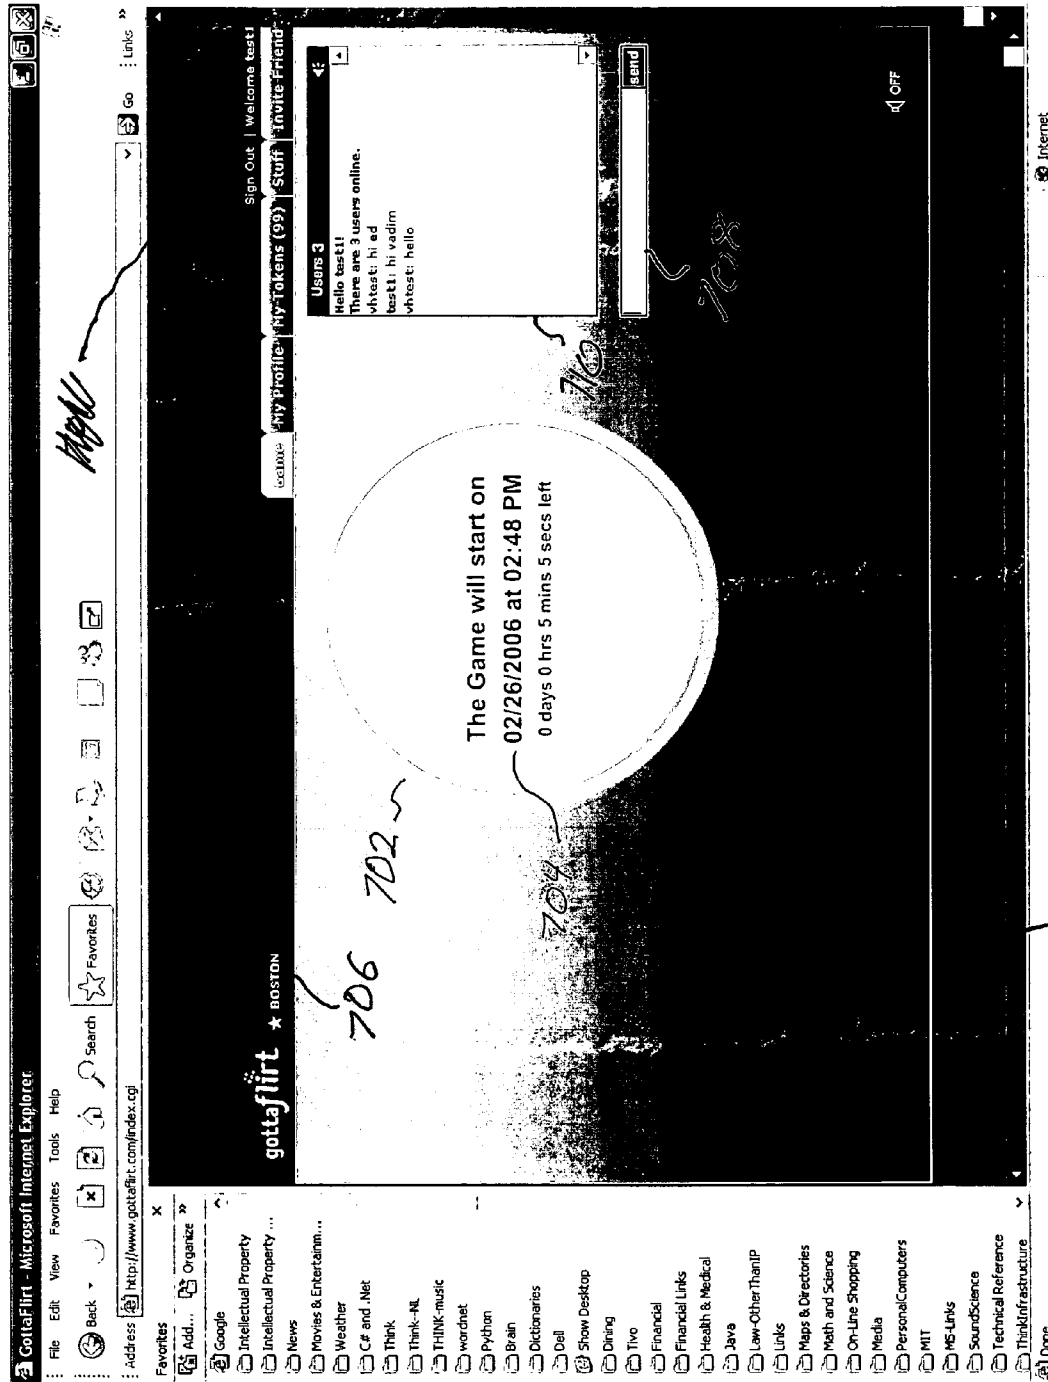 GottaFlirt - Microsoft Internet Explorer
File Edit View Favorites Tools Help
Back Search Favorites
Address http://www.gottaflirt.com/index.cgi Go Links »
Favorites ×
Add... Organize »
Google
Intellectual Property
Intellectual Property ...
News
Movies & Entertainm...
Weather
C# and .Net
Think
Think-NL
THINK-music
wordnet
Python
Brain
Dictionaries
Dell
Show Desktop
Dining
Tivo
Financial
Financial Links
Health & Medical
Java
Law-OtherThanIP
Links
Maps & Directories
Math and Science
On-Line Shopping
Media
PersonalComputers
MIT
MS-Links
SoundScience
Technical Reference
ThinkInfrastructure
gottaflirt ★ BOSTON
Sign Out | Welcome test1
Game My Profile My Tokens (99) Stuff Invite Friend
706
702
The Game will start on
02/26/2006 at 02:48 PM
0 days 0 hrs 5 mins 5 secs left
704
Users 3
Hello test1!
There are 3 users online.
vhtest: hi ed
test1: hi vadim
vhtest: hello
710
send
708
OFF
Done Internet